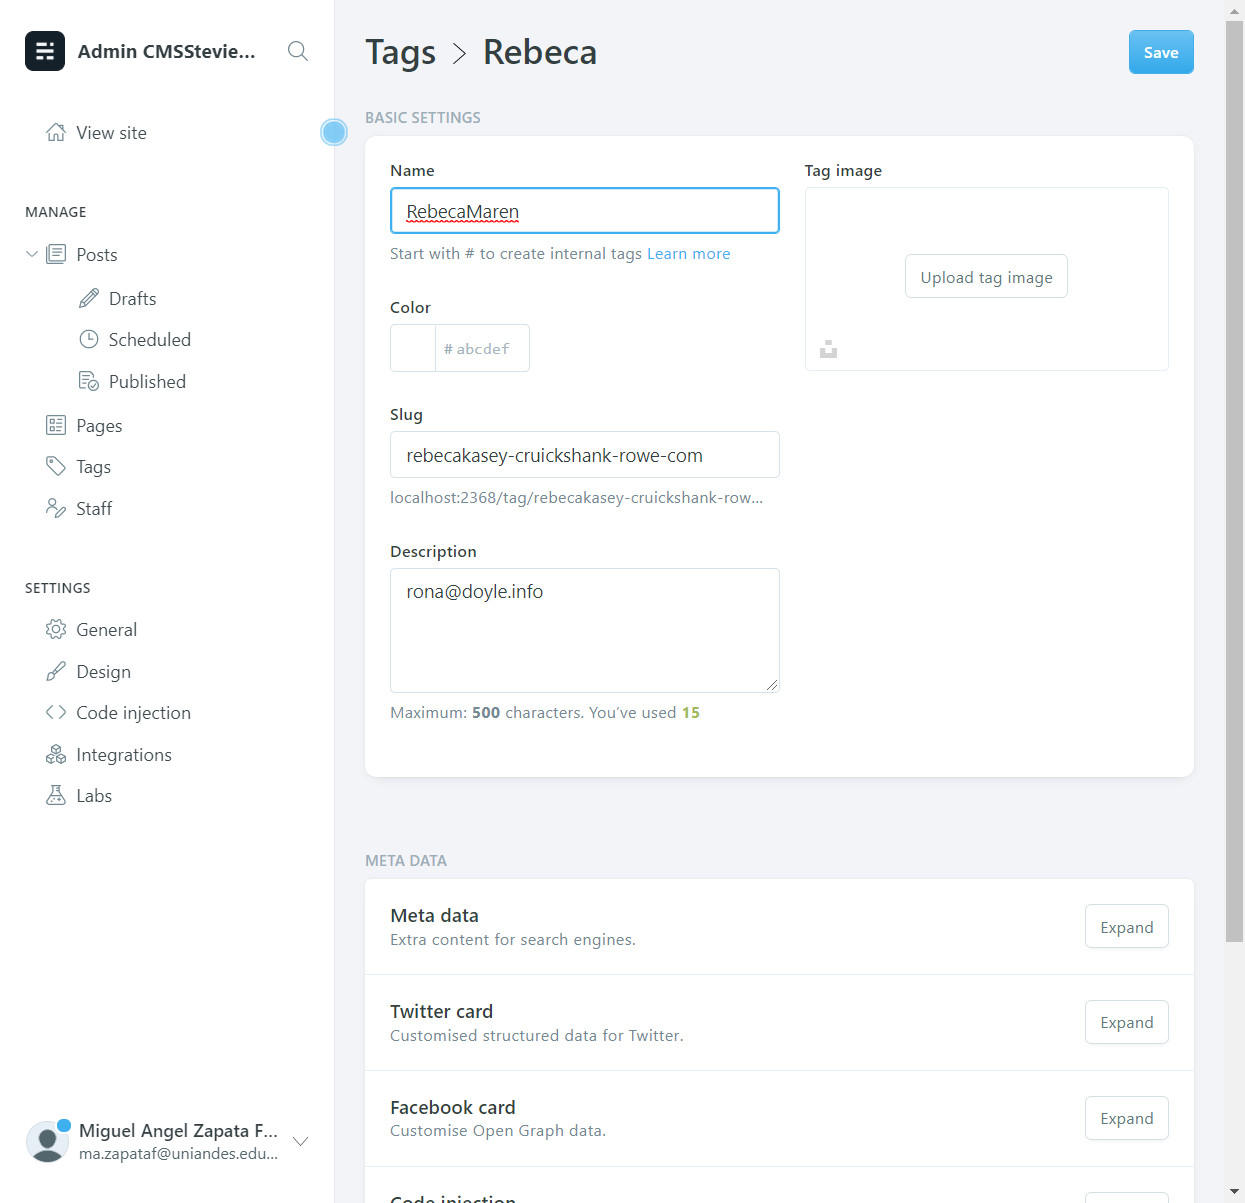 Admin CMSStevie...
View site
MANAGE
Posts
Drafts
Scheduled
Published
Pages
Tags
Staff
SETTINGS
General
Design
Code injection
Integrations
Labs
Miguel Angel Zapata F...
ma.zapataf@uniandes.edu...
Tags > Rebeca
Save
BASIC SETTINGS
Name
RebecaMaren
Start with # to create internal tags Learn more
Color
# abcdef
Slug
rebecakasey-cruickshank-rowe-com
localhost:2368/tag/rebecakasey-cruickshank-row...
Description
rona@doyle.info
Maximum: 500 characters. You’ve used 15
Tag image
Upload tag image
META DATA
Meta data
Extra content for search engines.
Expand
Twitter card
Customised structured data for Twitter.
Expand
Facebook card
Customise Open Graph data.
Expand
Code injection